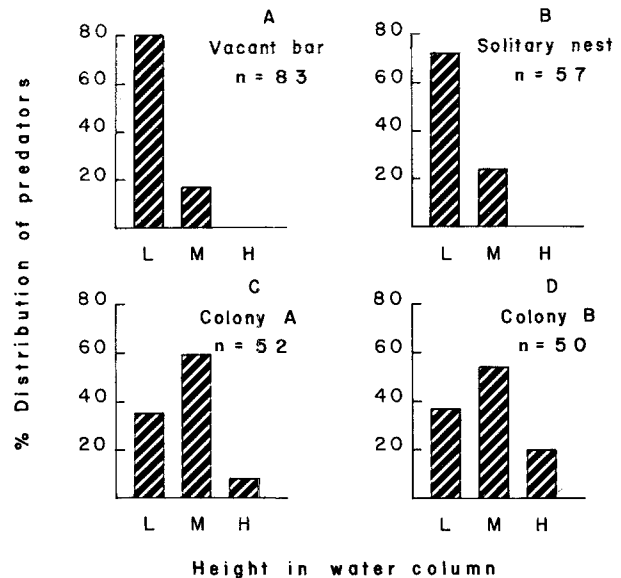 % Distribution of predators
A
Vacant bar
n = 83
80
60
40
20
L M H
B
Solitary nest
n = 57
80
60
40
20
L M H
C
Colony A
n = 52
80
60
40
20
L M H
D
Colony B
n = 50
80
60
40
20
L M H
Height in water column